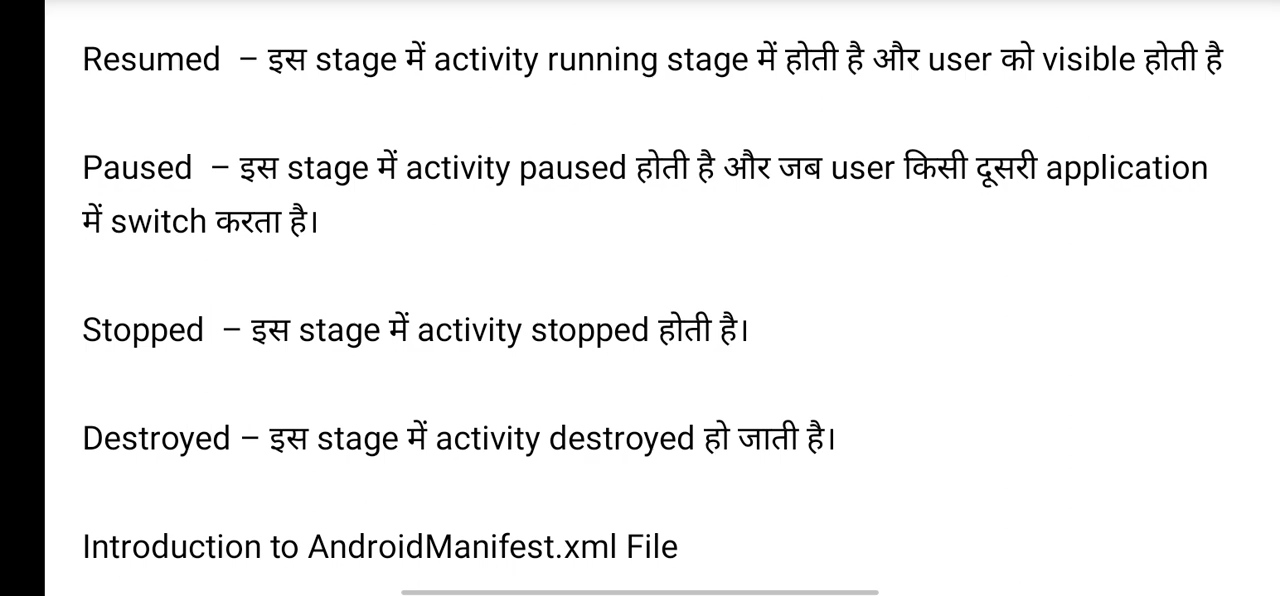 Resumed – इस stage में activity running stage में होती है और user को visible होती है
Paused – इस stage में activity paused होती है और जब user किसी दूसरी application
में switch करता है।
Stopped – इस stage में activity stopped होती है।
Destroyed – इस stage में activity destroyed हो जाती है।
Introduction to AndroidManifest.xml File